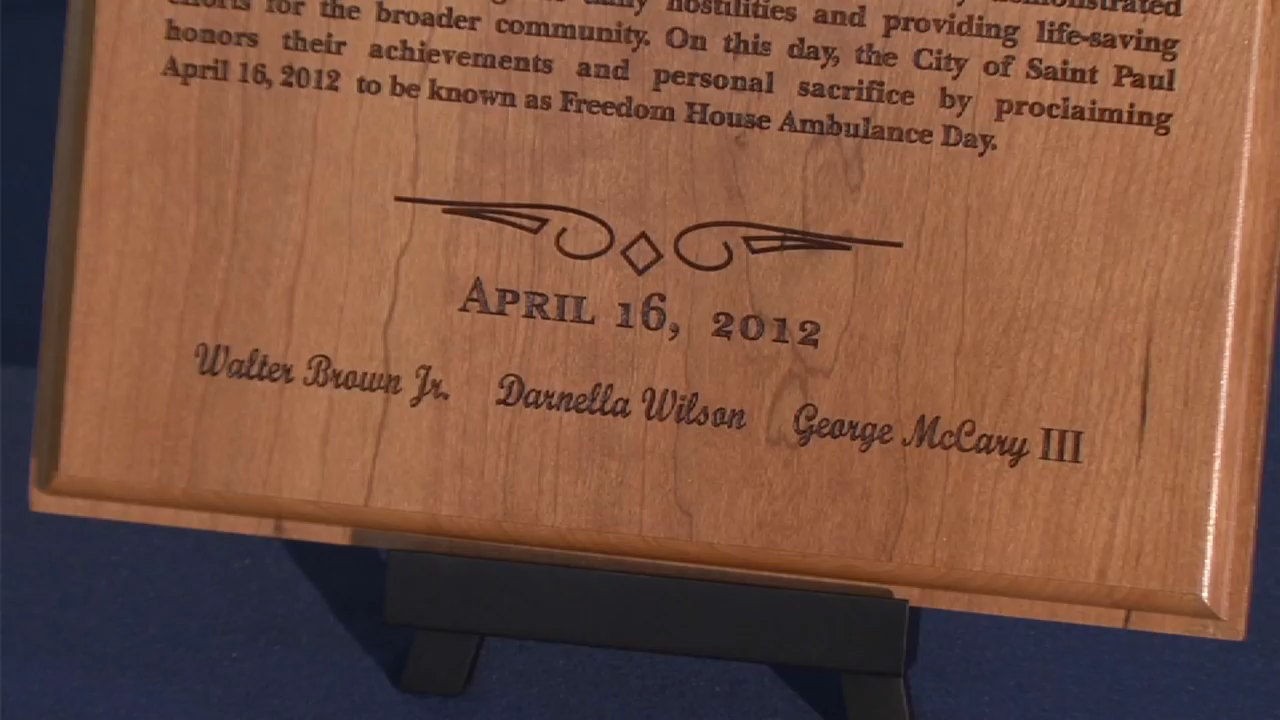 hostilities and providing life-saving
efforts for the broader community. On this day, the City of Saint Paul
honors their achievements and personal sacrifice by proclaiming
April 16, 2012 to be known as Freedom House Ambulance Day.
April 16, 2012
Walter Brown Jr. Darnella Wilson George McCary III